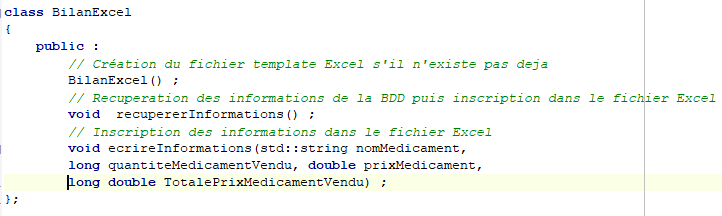 class BilanExcel
{
public :
// Création du fichier template Excel s'il n'existe pas deja
BilanExcel() ;
// Recuperation des informations de la BDD puis inscription dans le fichier Excel
void  recupererInformations() ;
// Inscription des informations dans le fichier Excel
void ecrireInformations(std::string nomMedicament,
long quantiteMedicamentVendu, double prixMedicament,
long double TotalePrixMedicamentVendu) ;
};